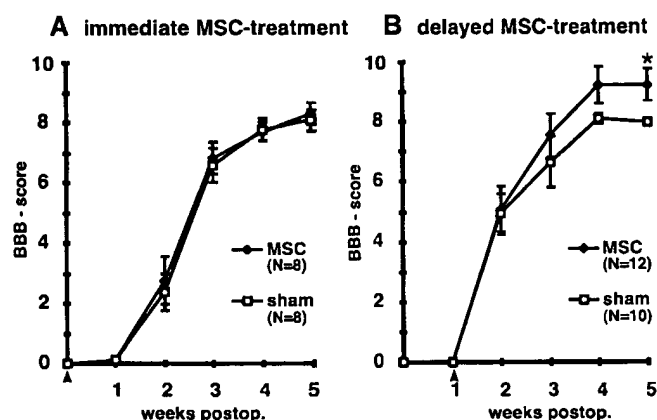 A immediate MSC-treatment
10
8
6
4
2
0
BBB - score
MSC
(N=8)
sham
(N=8)
1 2 3 4 5
weeks postop.
B delayed MSC-treatment
10
8
6
4
2
0
BBB - score
*
MSC
(N=12)
sham
(N=10)
1 2 3 4 5
weeks postop.